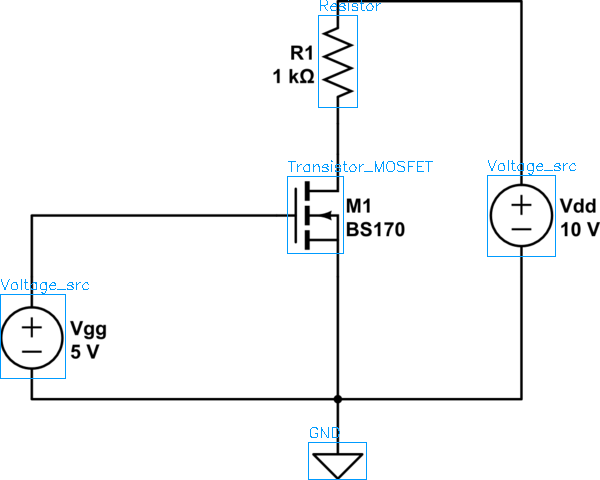 Resistor
R1
1 kΩ
Transistor_MOSFET
M1
BS170
Voltage_src
Vdd
10 V
Voltage_src
Vgg
5 V
GND